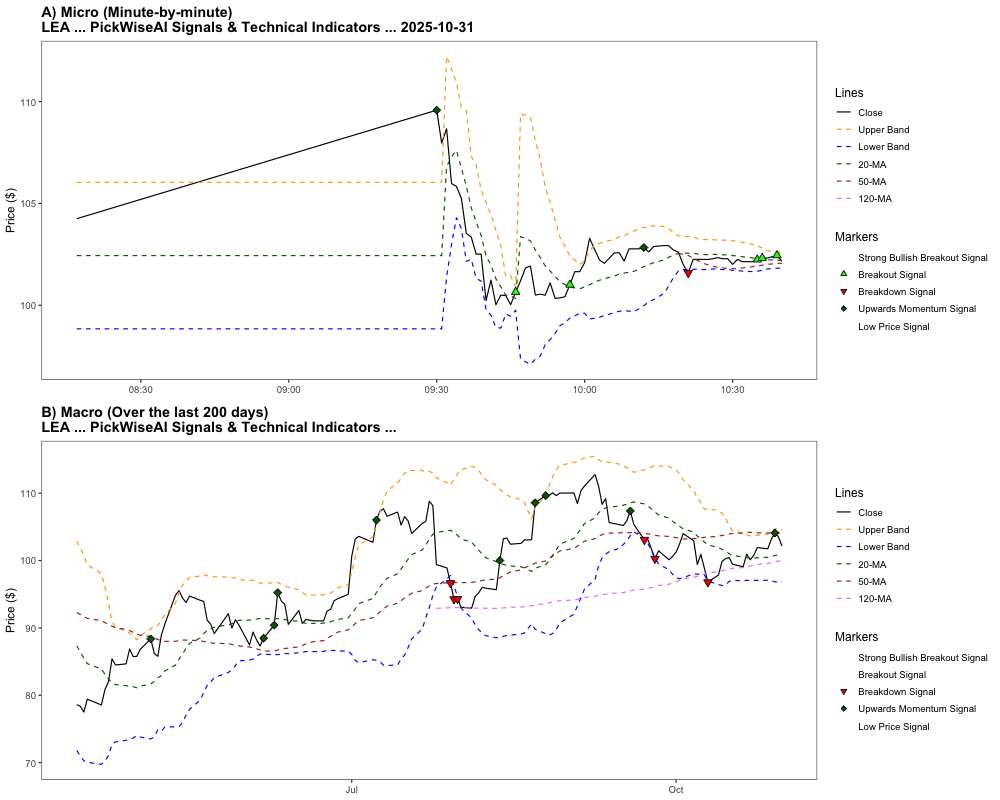 A) Micro (Minute-by-minute)
LEA ... PickWiseAI Signals & Technical Indicators ... 2025-10-31
Price ($)
110
105
100
08:30
09:00
09:30
10:00
10:30
Lines
Close
Upper Band
Lower Band
20-MA
50-MA
120-MA
Markers
Strong Bullish Breakout Signal
Breakout Signal
Breakdown Signal
Upwards Momentum Signal
Low Price Signal
B) Macro (Over the last 200 days)
LEA ... PickWiseAI Signals & Technical Indicators ...
Price ($)
110
100
90
80
70
Jul
Oct
Lines
Close
Upper Band
Lower Band
20-MA
50-MA
120-MA
Markers
Strong Bullish Breakout Signal
Breakout Signal
Breakdown Signal
Upwards Momentum Signal
Low Price Signal